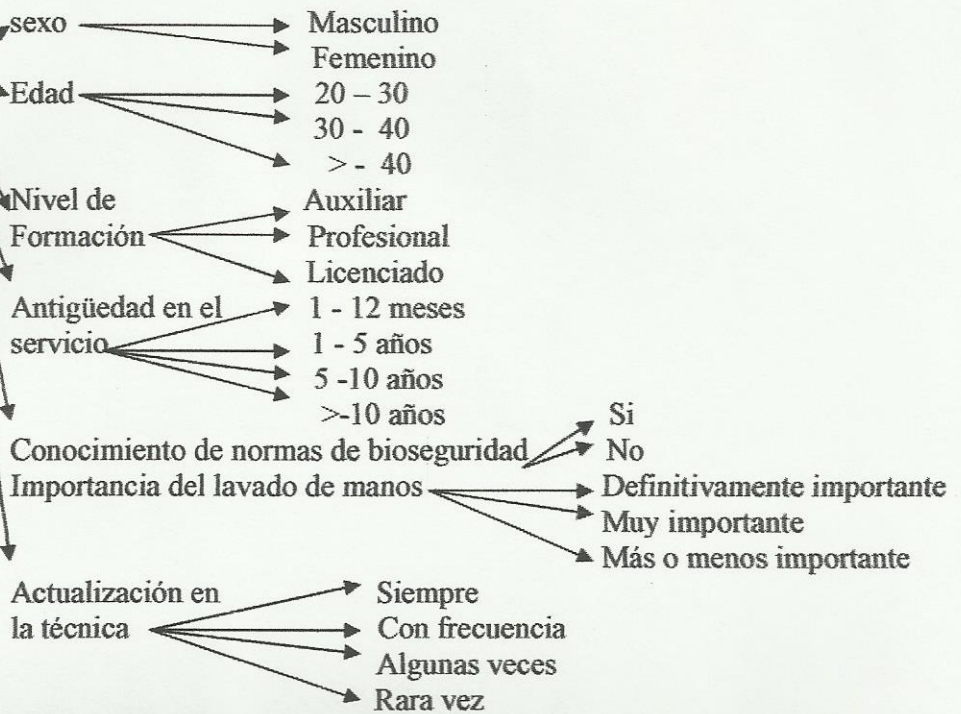 sexo Masculino
Femenino
Edad 20 – 30
30 - 40
> - 40
Nivel de Auxiliar
Formación Profesional
Licenciado
Antigüedad en el 1 - 12 meses
servicio 1 - 5 años
5 -10 años
>-10 años
Si
Conocimiento de normas de bioseguridad No
Importancia del lavado de manos Definitivamente importante
Muy importante
Más o menos importante
Actualización en Siempre
la técnica Con frecuencia
Algunas veces
Rara vez